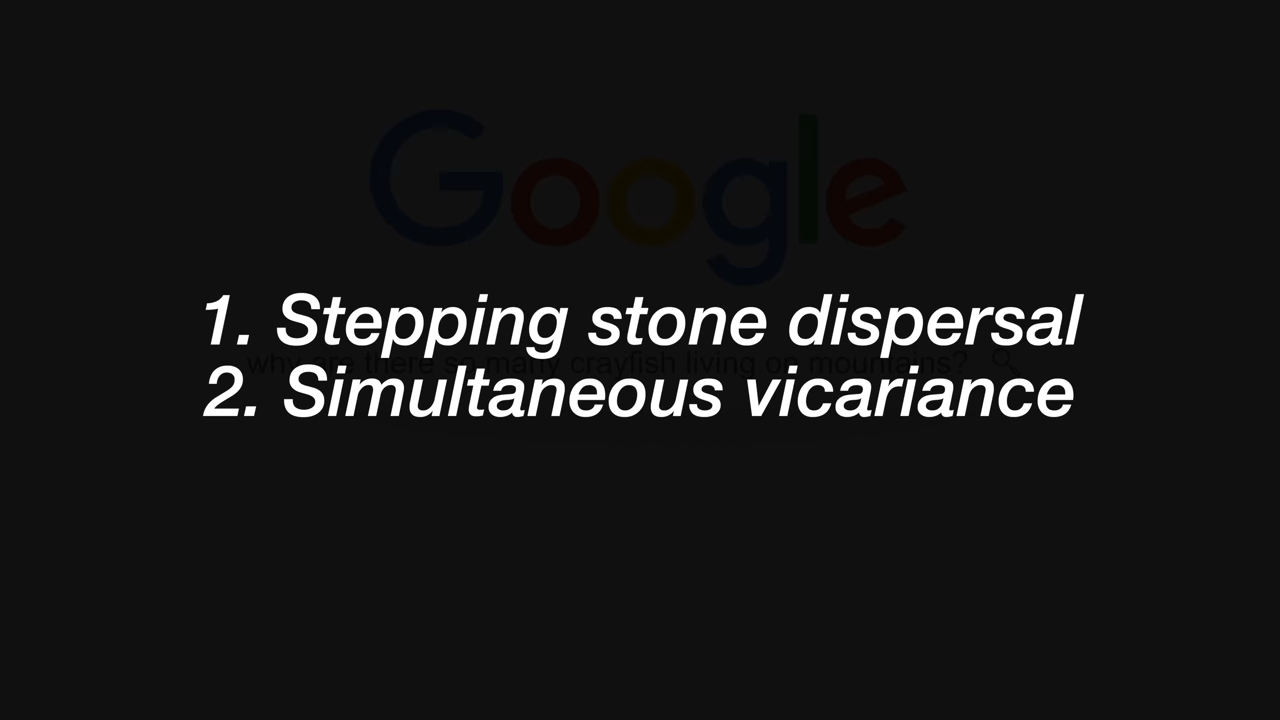 Google
1. Stepping stone dispersal
why are there so many crayfish living on mountains?
2. Simultaneous vicariance